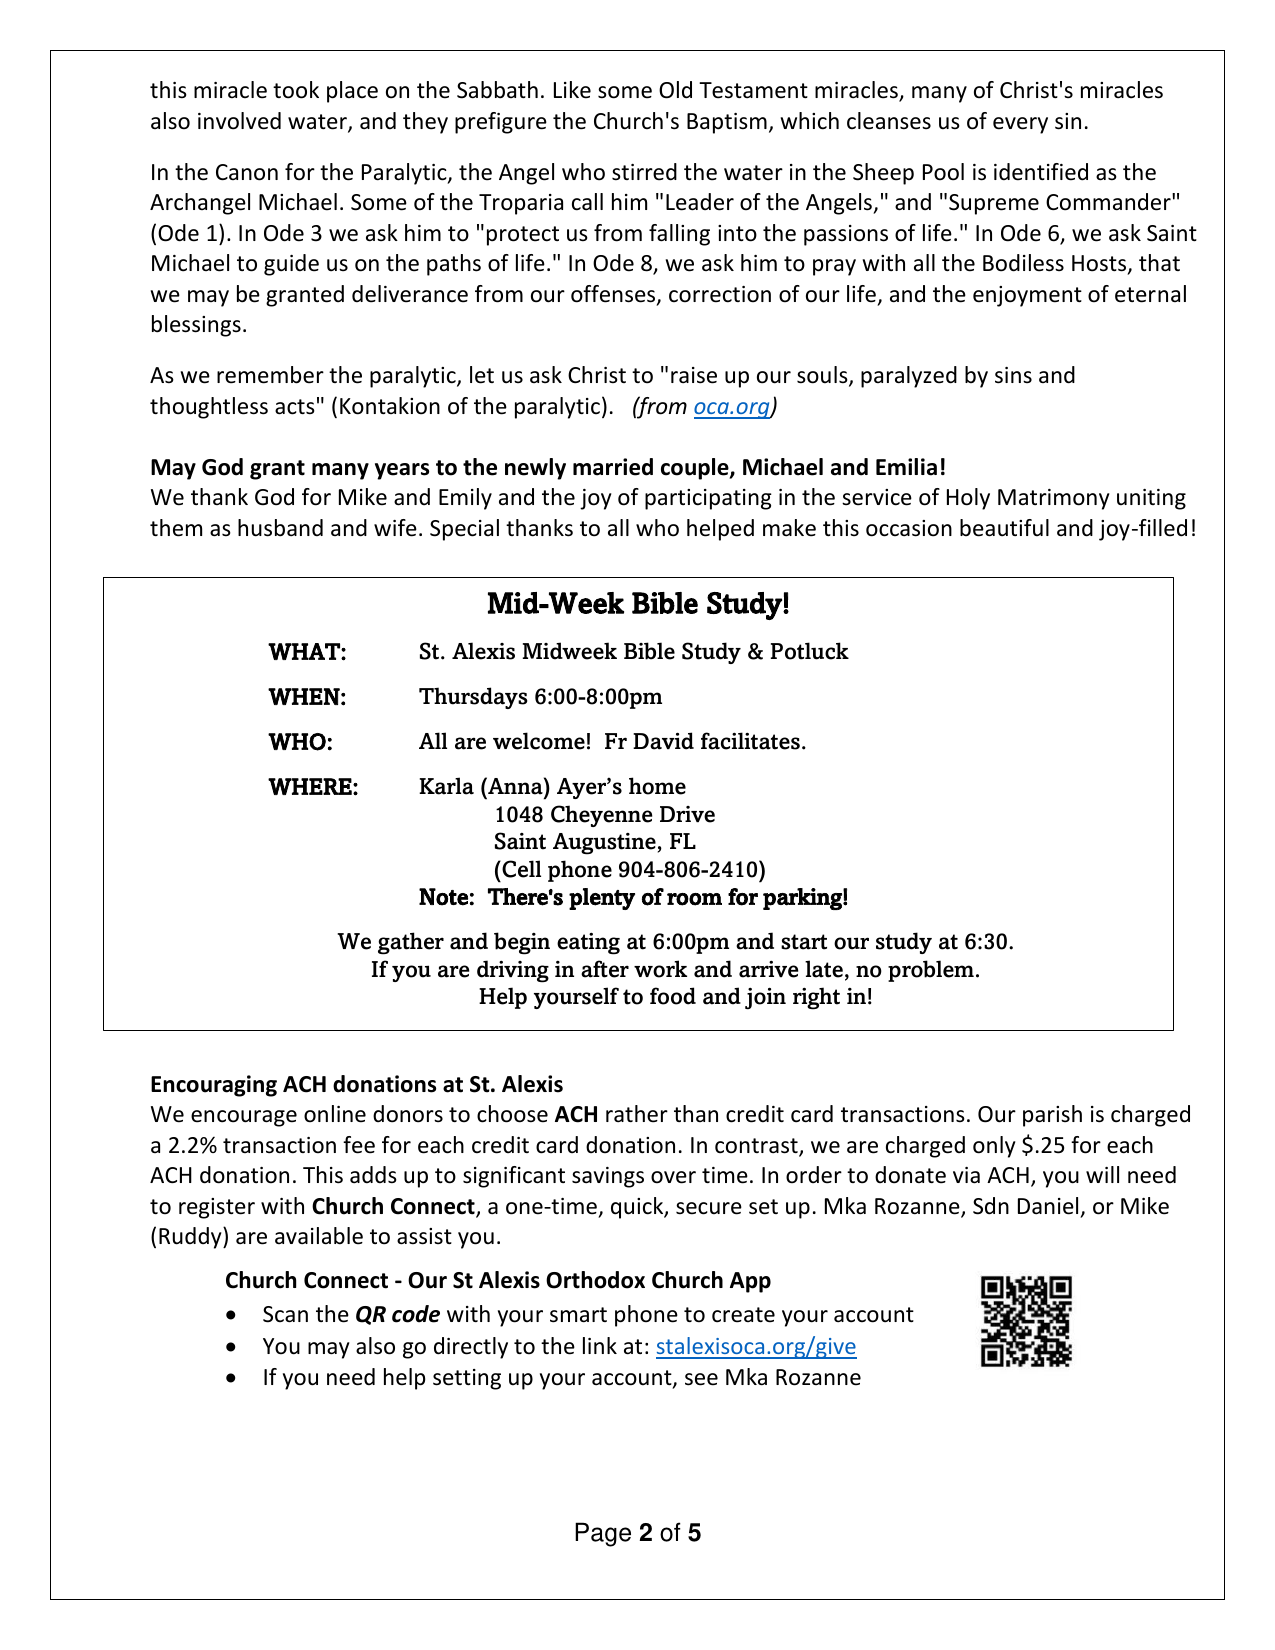 this miracle took place on the Sabbath. Like some Old Testament miracles, many of Christ's miracles
also involved water, and they prefigure the Church's Baptism, which cleanses us of every sin.
In the Canon for the Paralytic, the Angel who stirred the water in the Sheep Pool is identified as the
Archangel Michael. Some of the Troparia call him "Leader of the Angels," and "Supreme Commander"
(Ode 1). In Ode 3 we ask him to "protect us from falling into the passions of life." In Ode 6, we ask Saint
Michael to guide us on the paths of life." In Ode 8, we ask him to pray with all the Bodiless Hosts, that
we may be granted deliverance from our offenses, correction of our life, and the enjoyment of eternal
blessings.
As we remember the paralytic, let us ask Christ to "raise up our souls, paralyzed by sins and
thoughtless acts" (Kontakion of the paralytic).   (from oca.org)
May God grant many years to the newly married couple, Michael and Emilia!
We thank God for Mike and Emily and the joy of participating in the service of Holy Matrimony uniting
them as husband and wife. Special thanks to all who helped make this occasion beautiful and joy-filled!
Mid-Week Bible Study!
WHAT: St. Alexis Midweek Bible Study & Potluck
WHEN: Thursdays 6:00-8:00pm
WHO: All are welcome!  Fr David facilitates.
WHERE: Karla (Anna) Ayer’s home
1048 Cheyenne Drive
Saint Augustine, FL
(Cell phone 904-806-2410)
Note:  There's plenty of room for parking!
We gather and begin eating at 6:00pm and start our study at 6:30.
If you are driving in after work and arrive late, no problem.
Help yourself to food and join right in!
Encouraging ACH donations at St. Alexis
We encourage online donors to choose ACH rather than credit card transactions. Our parish is charged
a 2.2% transaction fee for each credit card donation. In contrast, we are charged only $.25 for each
ACH donation. This adds up to significant savings over time. In order to donate via ACH, you will need
to register with Church Connect, a one-time, quick, secure set up. Mka Rozanne, Sdn Daniel, or Mike
(Ruddy) are available to assist you.
Church Connect - Our St Alexis Orthodox Church App
• Scan the QR code with your smart phone to create your account
• You may also go directly to the link at: stalexisoca.org/give
• If you need help setting up your account, see Mka Rozanne
Page 2 of 5